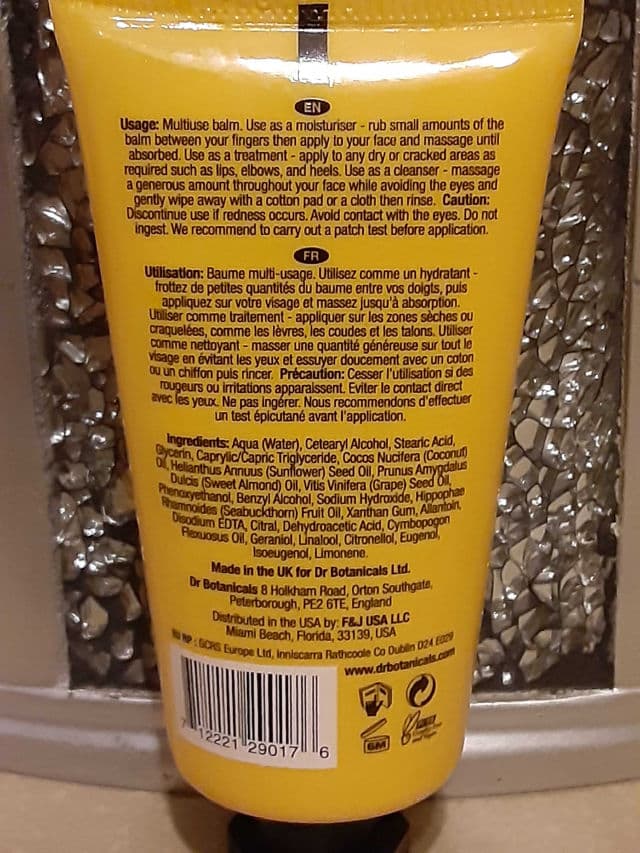 EN
Usage: Multiuse balm. Use as a moisturiser - rub small amounts of the
balm between your fingers then apply to your face and massage until
absorbed. Use as a treatment - apply to any dry or cracked areas as
required such as lips, elbows, and heels. Use as a cleanser - massage
a generous amount throughout your face while avoiding the eyes and
gently wipe away with a cotton pad or a cloth then rinse. Caution:
Discontinue use if redness occurs. Avoid contact with the eyes. Do not
ingest. We recommend to carry out a patch test before application.
FR
Utilisation: Baume multi-usage. Utilisez comme un hydratant -
frottez de petites quantités du baume entre vos doigts, puis
appliquez sur votre visage et massez jusqu'à absorption.
Utiliser comme traitement - appliquer sur les zones sèches ou
craquelées, comme les lèvres, les coudes et les talons. Utiliser
comme nettoyant - masser une quantité généreuse sur tout le
visage en évitant les yeux et essuyer doucement avec un coton
ou un chiffon puis rincer. Précaution: Cesser l'utilisation si des
rougeurs ou irritations apparaissent. Eviter le contact direct
avec les yeux. Ne pas ingérer. Nous recommendons d'effectuer
un test épicutané avant l'application.
Ingredients: Aqua (Water), Cetearyl Alcohol, Stearic Acid,
Glycerin, Caprylic/Capric Triglyceride, Cocos Nucifera (Coconut)
Oil, Helianthus Annuus (Sunflower) Seed Oil, Prunus Amygdalus
Dulcis (Sweet Almond) Oil, Vitis Vinifera (Grape) Seed Oil,
Phenoxyethanol, Benzyl Alcohol, Sodium Hydroxide, Hippophae
Rhamnoides (Seabuckthorn) Fruit Oil, Xanthan Gum, Allantoin,
Disodium EDTA, Citral, Dehydroacetic Acid, Cymbopogon
Flexuosus Oil, Geraniol, Linalool, Citronellol, Eugenol,
Isoeugenol, Limonene.
Made in the UK for Dr Botanicals Ltd.
Dr Botanicals 8 Holkham Road, Orton Southgate,
Peterborough, PE2 6TE, England
Distributed in the USA by: F&J USA LLC
Miami Beach, Florida, 33139, USA
EU RP : GCRS Europe Ltd, Inniscarra Rathcoole Co Dublin D24 E029
www.drbotanicals.com
7 12221 29017 6
6M